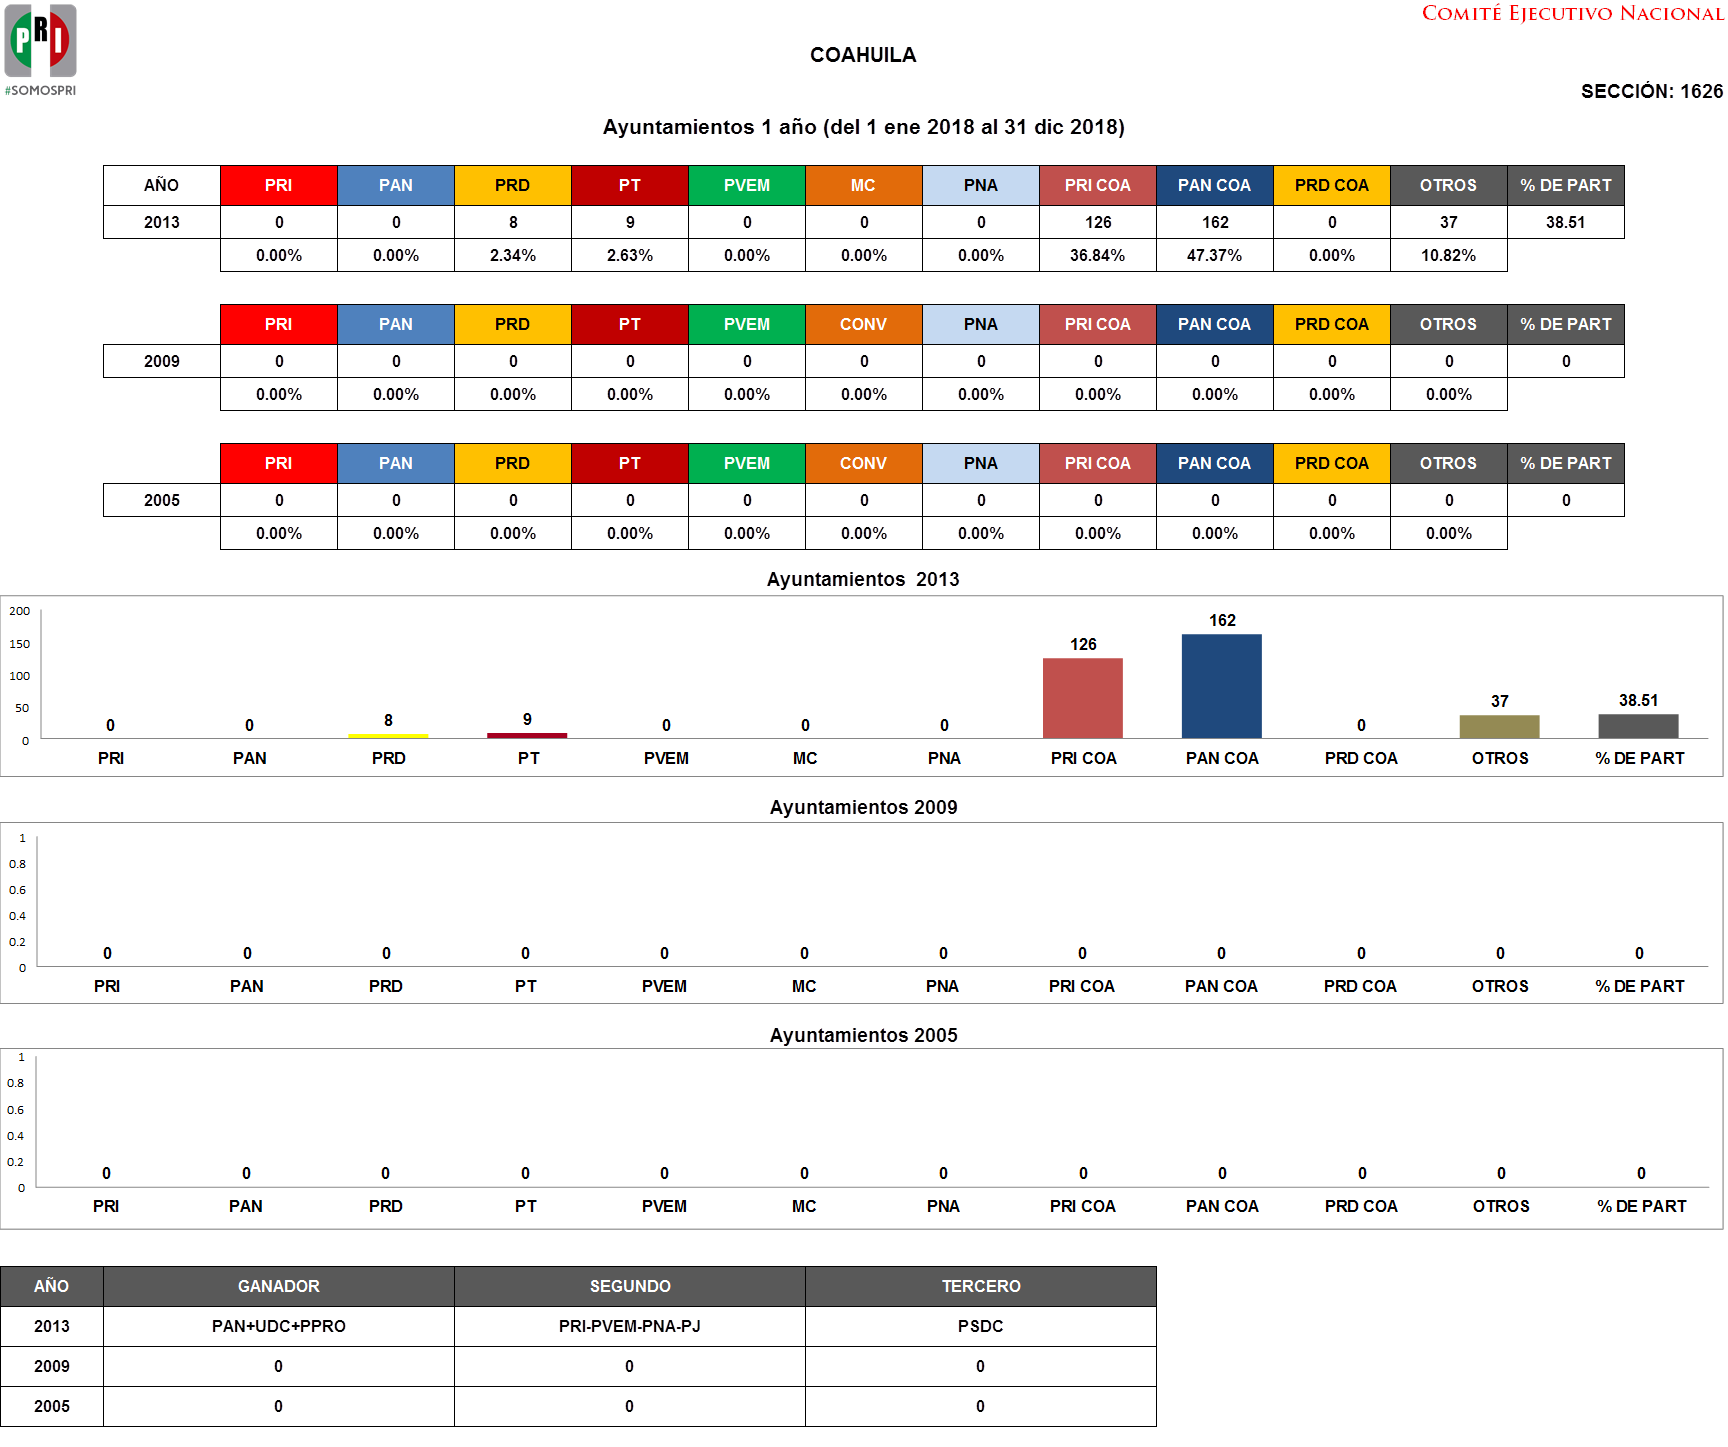 PRI
#SOMOSPRI
COMITÉ EJECUTIVO NACIONAL
COAHUILA
SECCIÓN: 1626
Ayuntamientos 1 año (del 1 ene 2018 al 31 dic 2018)
AÑO PRI PAN PRD PT PVEM MC PNA PRI COA PAN COA PRD COA OTROS % DE PART
2013 0 0 8 9 0 0 0 126 162 0 37 38.51
0.00% 0.00% 2.34% 2.63% 0.00% 0.00% 0.00% 36.84% 47.37% 0.00% 10.82%
PRI PAN PRD PT PVEM CONV PNA PRI COA PAN COA PRD COA OTROS % DE PART
2009 0 0 0 0 0 0 0 0 0 0 0 0
0.00% 0.00% 0.00% 0.00% 0.00% 0.00% 0.00% 0.00% 0.00% 0.00% 0.00%
PRI PAN PRD PT PVEM CONV PNA PRI COA PAN COA PRD COA OTROS % DE PART
2005 0 0 0 0 0 0 0 0 0 0 0 0
0.00% 0.00% 0.00% 0.00% 0.00% 0.00% 0.00% 0.00% 0.00% 0.00% 0.00%
Ayuntamientos 2013
200
150
100
50
0
0 0 8 9 0 0 0 126 162 0 37 38.51
PRI PAN PRD PT PVEM MC PNA PRI COA PAN COA PRD COA OTROS % DE PART
Ayuntamientos 2009
1
0.8
0.6
0.4
0.2
0
0 0 0 0 0 0 0 0 0 0 0 0
PRI PAN PRD PT PVEM MC PNA PRI COA PAN COA PRD COA OTROS % DE PART
Ayuntamientos 2005
1
0.8
0.6
0.4
0.2
0
0 0 0 0 0 0 0 0 0 0 0 0
PRI PAN PRD PT PVEM MC PNA PRI COA PAN COA PRD COA OTROS % DE PART
AÑO GANADOR SEGUNDO TERCERO
2013 PAN+UDC+PPRO PRI-PVEM-PNA-PJ PSDC
2009 0 0 0
2005 0 0 0